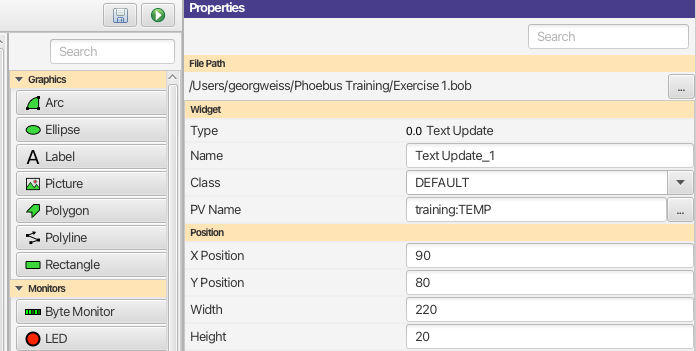 Search
Graphics
Arc
Ellipse
A Label
Picture
Polygon
Polyline
Rectangle
Monitors
Byte Monitor
LED
Properties
Search
File Path
/Users/georgweiss/Phoebus Training/Exercise 1.bob
...
Widget
Type 0.0 Text Update
Name Text Update_1
Class DEFAULT
PV Name training:TEMP ...
Position
X Position 90
Y Position 80
Width 220
Height 20